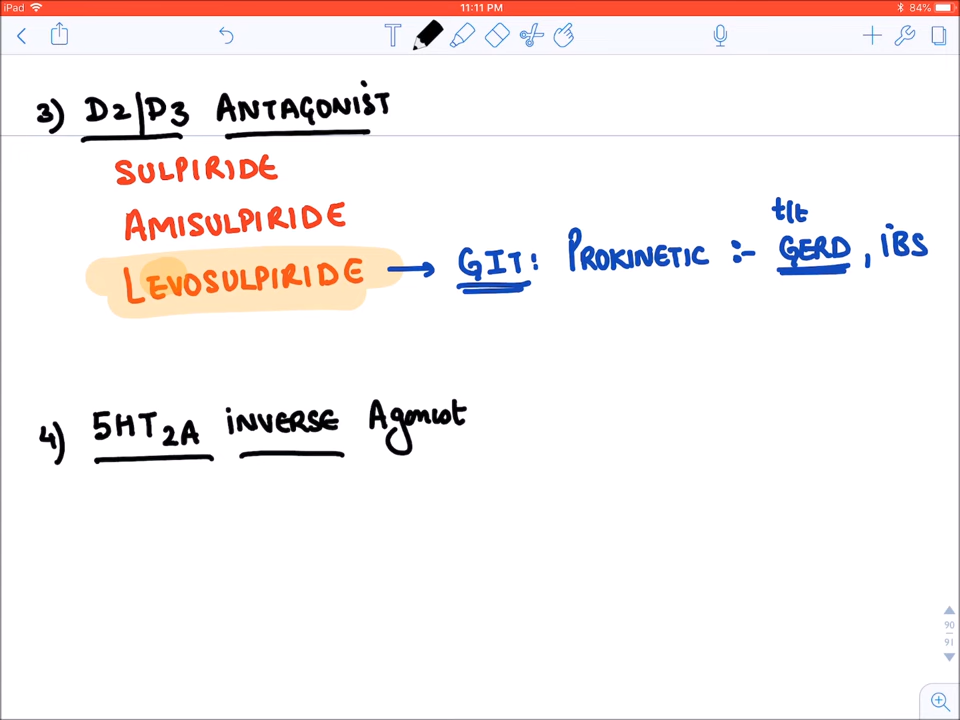 iPad 11:11 PM 84%
T
3) D2/D3 ANTAGONIST
SULPIRIDE
AMISULPIRIDE
t/t
LEVOSULPIRIDE → GIT: PROKINETIC :- GERD, iBS
4) 5HT2A iNVERSE Agonist
90
91